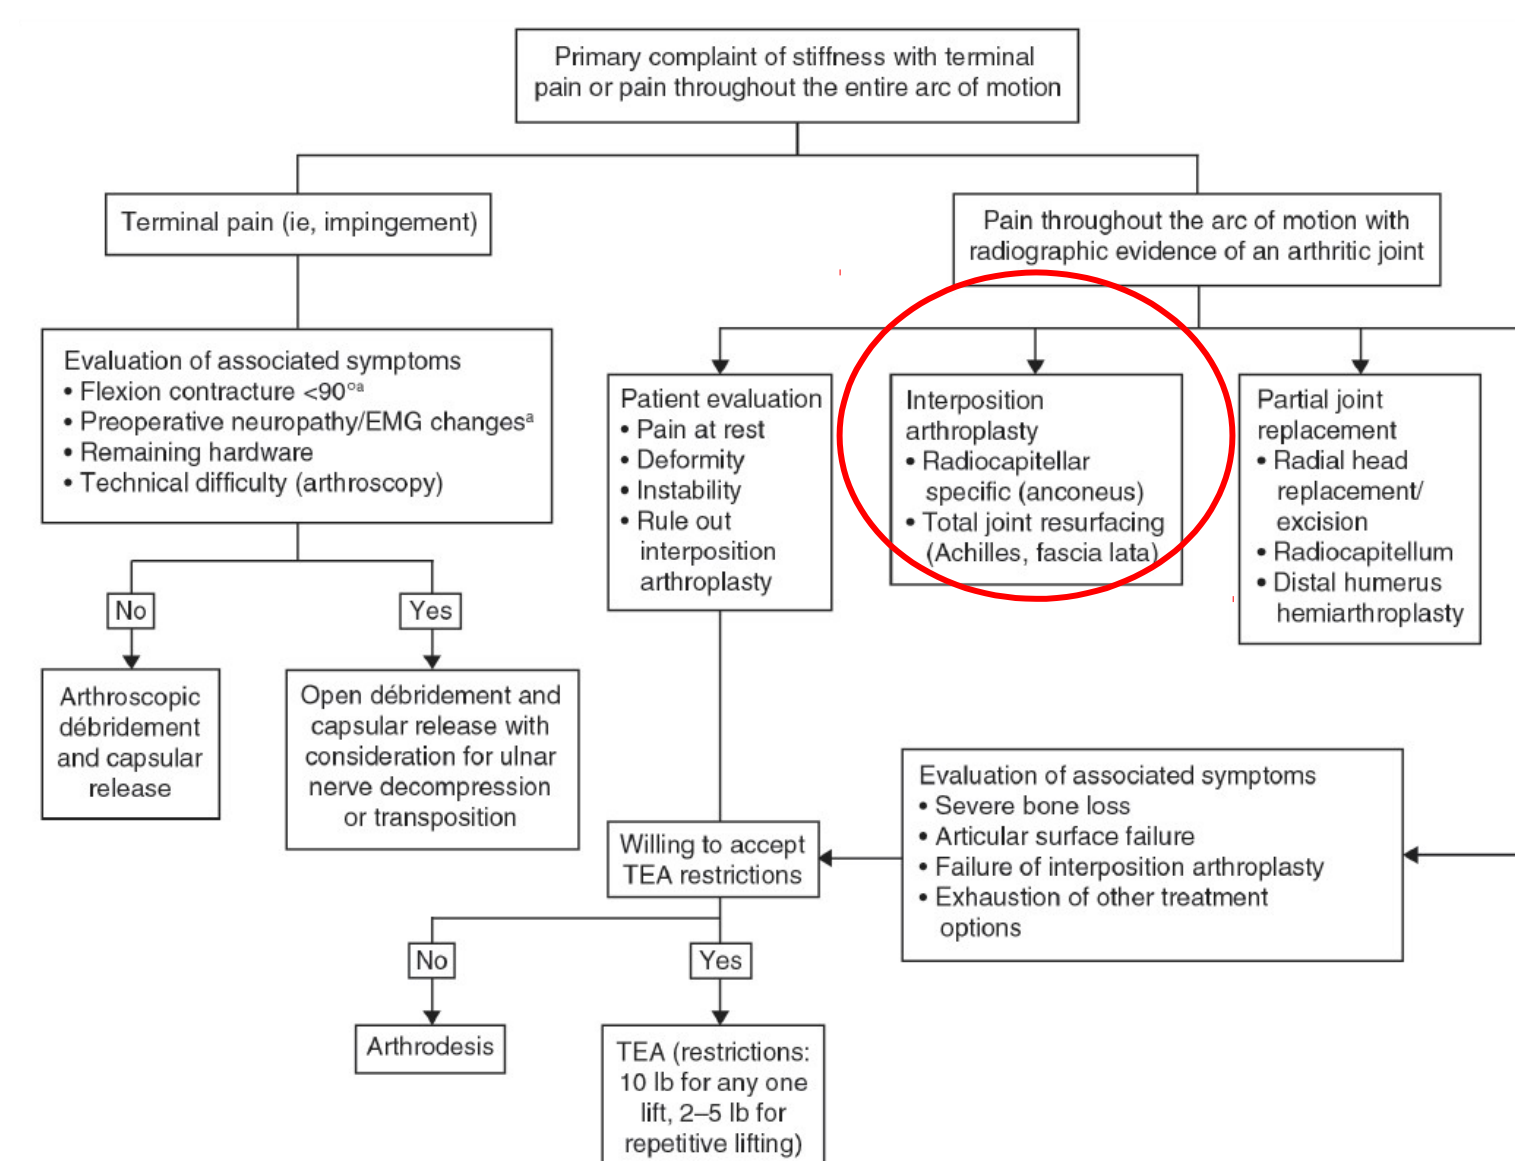 Primary complaint of stiffness with terminal
pain or pain throughout the entire arc of motion
Terminal pain (ie, impingement)
Pain throughout the arc of motion with
radiographic evidence of an arthritic joint
Evaluation of associated symptoms
• Flexion contracture <90°ᵃ
• Preoperative neuropathy/EMG changesᵃ
• Remaining hardware
• Technical difficulty (arthroscopy)
Patient evaluation
• Pain at rest
• Deformity
• Instability
• Rule out
interposition
arthroplasty
Interposition
arthroplasty
• Radiocapitellar
specific (anconeus)
• Total joint resurfacing
(Achilles, fascia lata)
Partial joint
replacement
• Radial head
replacement/
excision
• Radiocapitellum
• Distal humerus
hemiarthroplasty
No
Yes
Arthroscopic
débridement
and capsular
release
Open débridement and
capsular release with
consideration for ulnar
nerve decompression
or transposition
Evaluation of associated symptoms
• Severe bone loss
• Articular surface failure
• Failure of interposition arthroplasty
• Exhaustion of other treatment
options
Willing to accept
TEA restrictions
No
Yes
Arthrodesis
TEA (restrictions:
10 lb for any one
lift, 2–5 lb for
repetitive lifting)